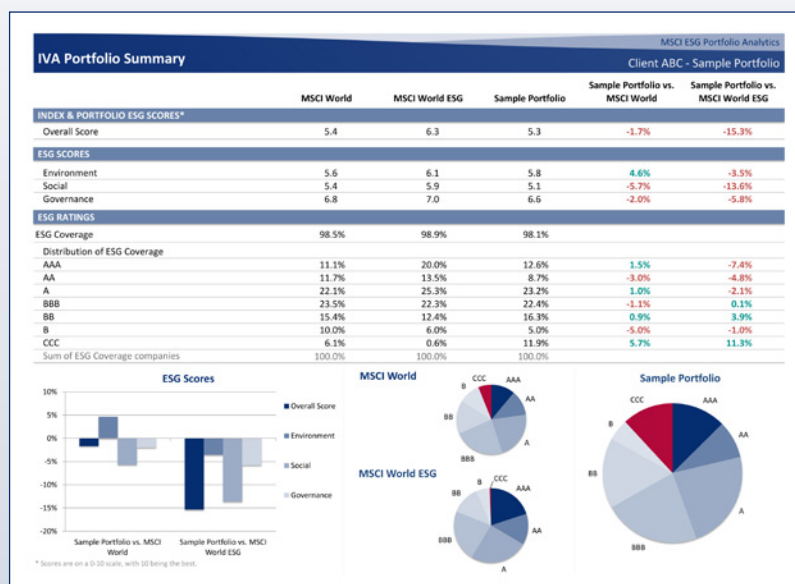 MSCI ESG Portfolio Analytics
IVA Portfolio Summary
Client ABC - Sample Portfolio
MSCI World MSCI World ESG Sample Portfolio Sample Portfolio vs. MSCI World Sample Portfolio vs. MSCI World ESG
INDEX & PORTFOLIO ESG SCORES*
Overall Score 5.4 6.3 5.3 -1.7% -15.3%
ESG SCORES
Environment 5.6 6.1 5.8 4.6% -3.5%
Social 5.4 5.9 5.1 -5.7% -13.6%
Governance 6.8 7.0 6.6 -2.0% -5.8%
ESG RATINGS
ESG Coverage 98.5% 98.9% 98.1%
Distribution of ESG Coverage
AAA 11.1% 20.0% 12.6% 1.5% -7.4%
AA 11.7% 13.5% 8.7% -3.0% -4.8%
A 22.1% 25.3% 23.2% 1.0% -2.1%
BBB 23.5% 22.3% 22.4% -1.1% 0.1%
BB 15.4% 12.4% 16.3% 0.9% 3.9%
B 10.0% 6.0% 5.0% -5.0% -1.0%
CCC 6.1% 0.6% 11.9% 5.7% 11.3%
Sum of ESG Coverage companies 100.0% 100.0% 100.0%
ESG Scores
10%
5%
0%
-5%
-10%
-15%
-20%
Sample Portfolio vs. MSCI World
Sample Portfolio vs. MSCI World ESG
Overall Score
Environment
Social
Governance
* Scores are on a 0-10 scale, with 10 being the best.
MSCI World
AAA
AA
A
BBB
BB
B
CCC
MSCI World ESG
AAA
AA
A
BBB
BB
B
CCC
Sample Portfolio
AAA
AA
A
BBB
BB
B
CCC